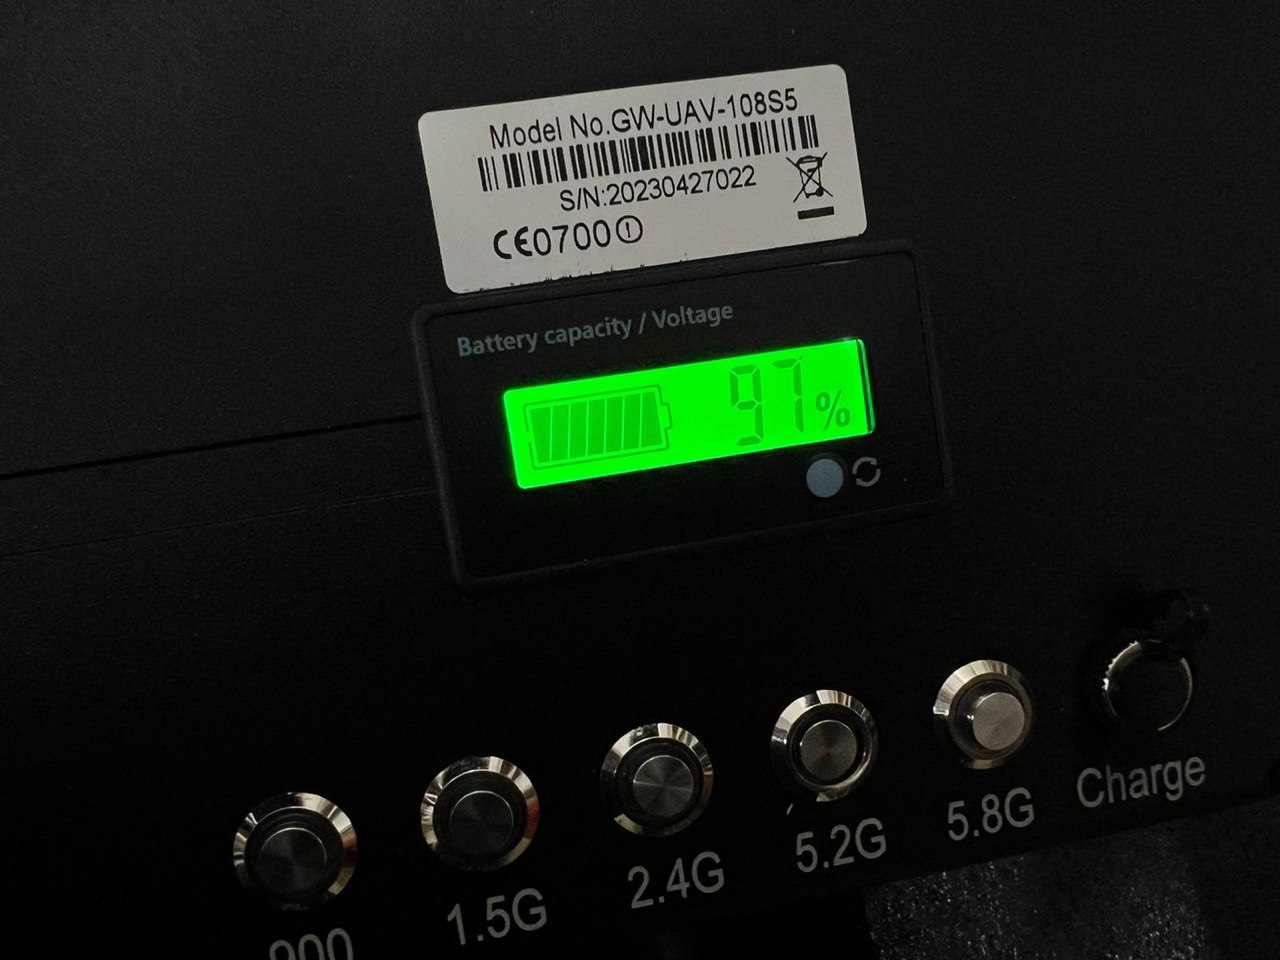 Model No.GW-UAV-108S5
S/N:20230427022
CE0700
Battery capacity / Voltage
97%
900 1.5G 2.4G 5.2G 5.8G Charge